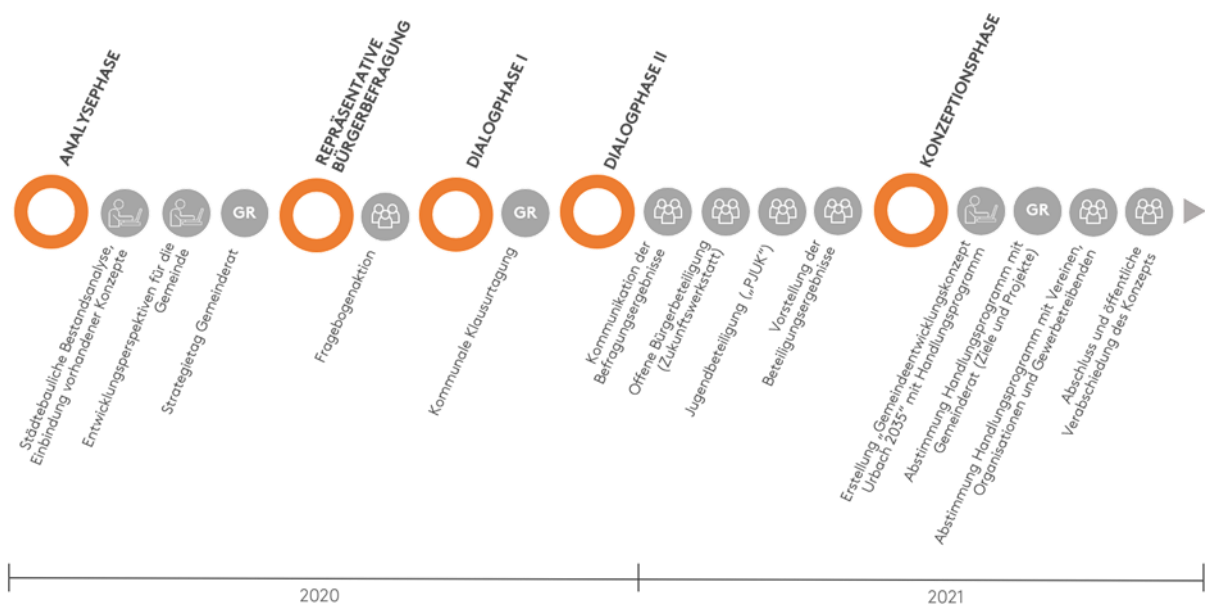 ANALYSEPHASE
REPRÄSENTATIVE
BÜRGERBEFRAGUNG
DIALOGPHASE I
DIALOGPHASE II
KONZEPTIONSPHASE
GR
GR
GR
Städtebauliche Bestandsanalyse,
Einbindung vorhandener Konzepte
Entwicklungsperspektiven für die
Gemeinde
Strategietag Gemeinderat
Fragebogenaktion
Kommunale Klausurtagung
Kommunikation der
Befragungsergebnisse
Offene Bürgerbeteiligung
(Zukunftswerkstatt)
Jugendbeteiligung („PJUK“)
Vorstellung der
Beteiligungsergebnisse
Erstellung „Gemeindeentwicklungskonzept
Urbach 2035“ mit Handlungsprogramm
Abstimmung Handlungsprogramm mit
Gemeinderat (Ziele und Projekte)
Abstimmung Handlungsprogramm mit Vereinen,
Organisationen und Gewerbetreibenden
Abschluss und öffentliche
Verabschiedung des Konzepts
2020
2021